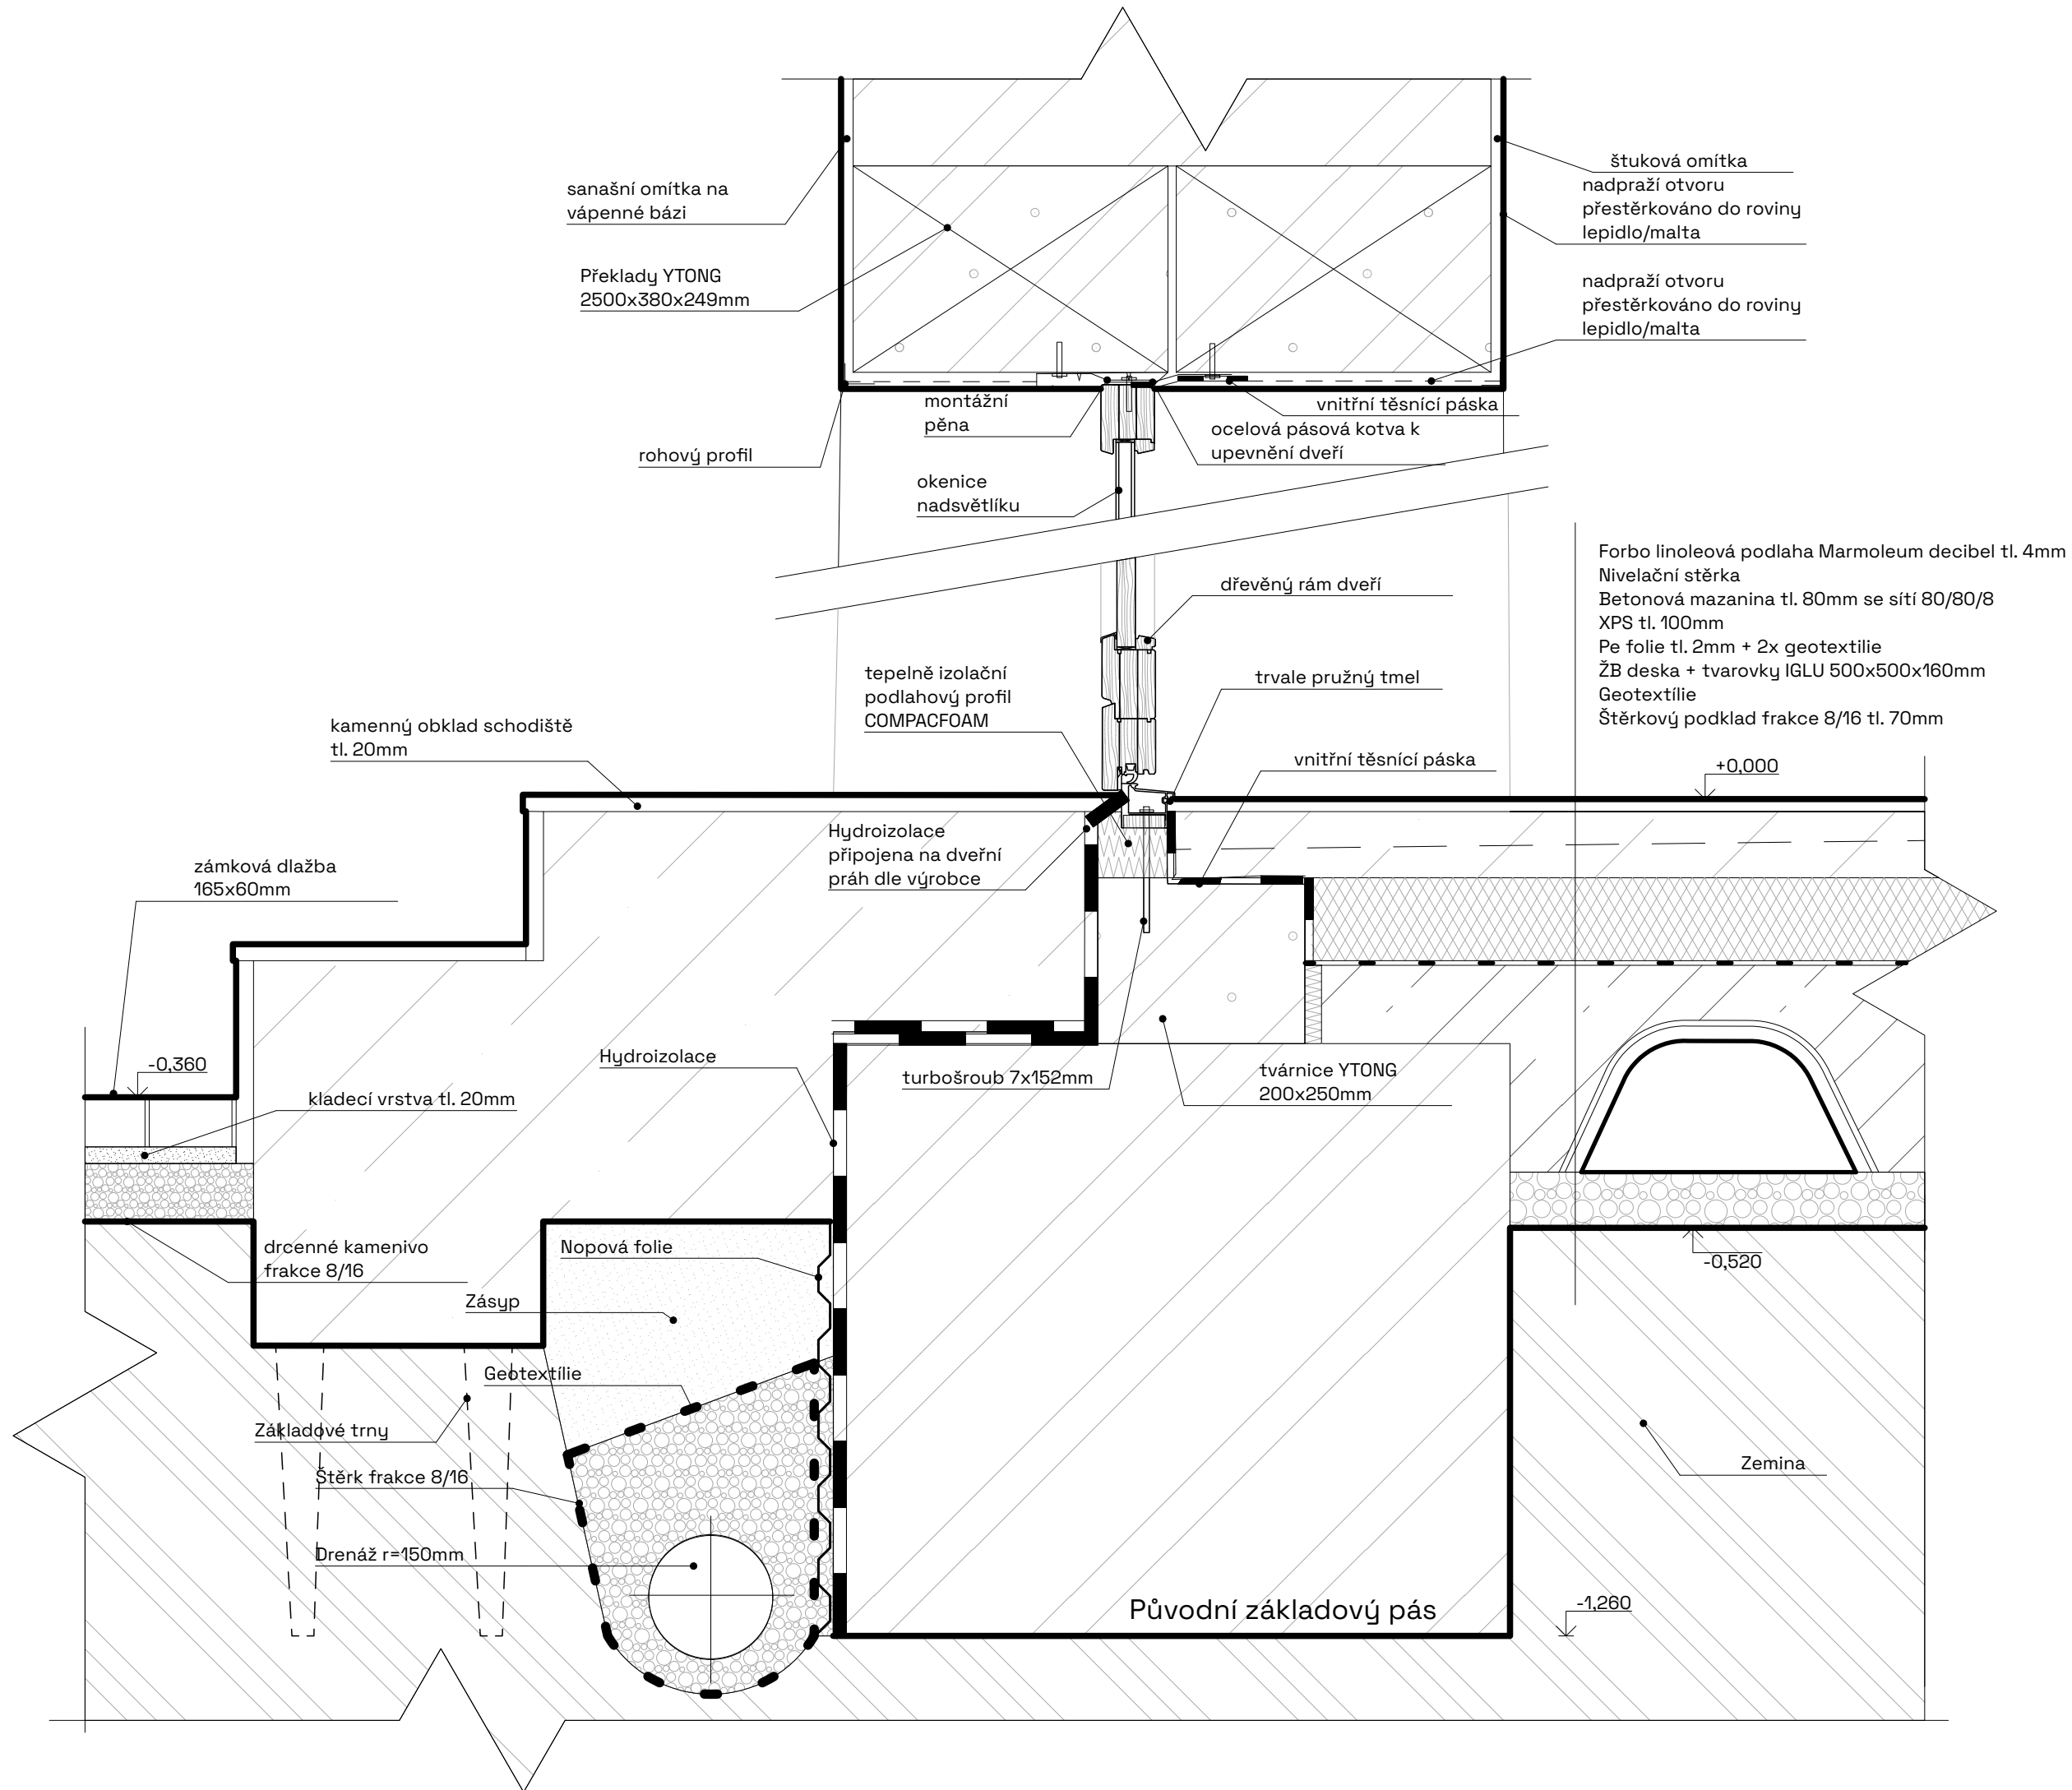 sanašní omítka na
vápenné bázi
Překlady YTONG
2500x380x249mm
štuková omítka
nadpraží otvoru
přestěrkováno do roviny
lepidlo/malta
nadpraží otvoru
přestěrkováno do roviny
lepidlo/malta
montážní
pěna
vnitřní těsnící páska
ocelová pásová kotva k
upevnění dveří
rohový profil
okenice
nadsvětlíku
Forbo linoleová podlaha Marmoleum decibel tl. 4mm
Nivelační stěrka
Betonová mazanina tl. 80mm se sítí 80/80/8
XPS tl. 100mm
Pe folie tl. 2mm + 2x geotextilie
ŽB deska + tvarovky IGLU 500x500x160mm
Geotextílie
Štěrkový podklad frakce 8/16 tl. 70mm
dřevěný rám dveří
tepelně izolační
podlahový profil
COMPACFOAM
trvale pružný tmel
kamenný obklad schodiště
tl. 20mm
vnitřní těsnící páska
+0,000
Hydroizolace
připojena na dveřní
práh dle výrobce
zámková dlažba
165x60mm
-0,360
Hydroizolace
turbošroub 7x152mm
tvárnice YTONG
200x250mm
kladecí vrstva tl. 20mm
drcenné kamenivo
frakce 8/16
Nopová folie
-0,520
Zásyp
Geotextílie
Základové trny
Štěrk frakce 8/16
Zemina
Drenáž r=150mm
Původní základový pás
-1,260